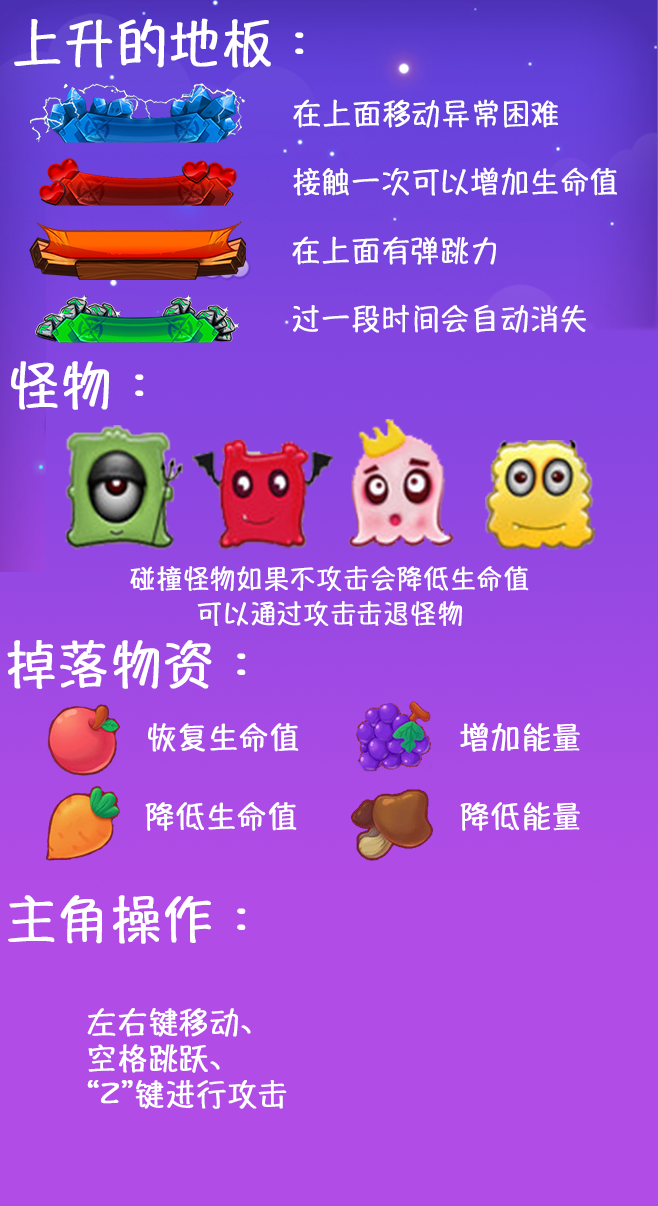 上升的地板：
在上面移动异常困难
接触一次可以增加生命值
在上面有弹跳力
过一段时间会自动消失
怪物：
碰撞怪物如果不攻击会降低生命值
可以通过攻击击退怪物
掉落物资：
恢复生命值
增加能量
降低生命值
降低能量
主角操作：
左右键移动、
空格跳跃、
“Z”键进行攻击